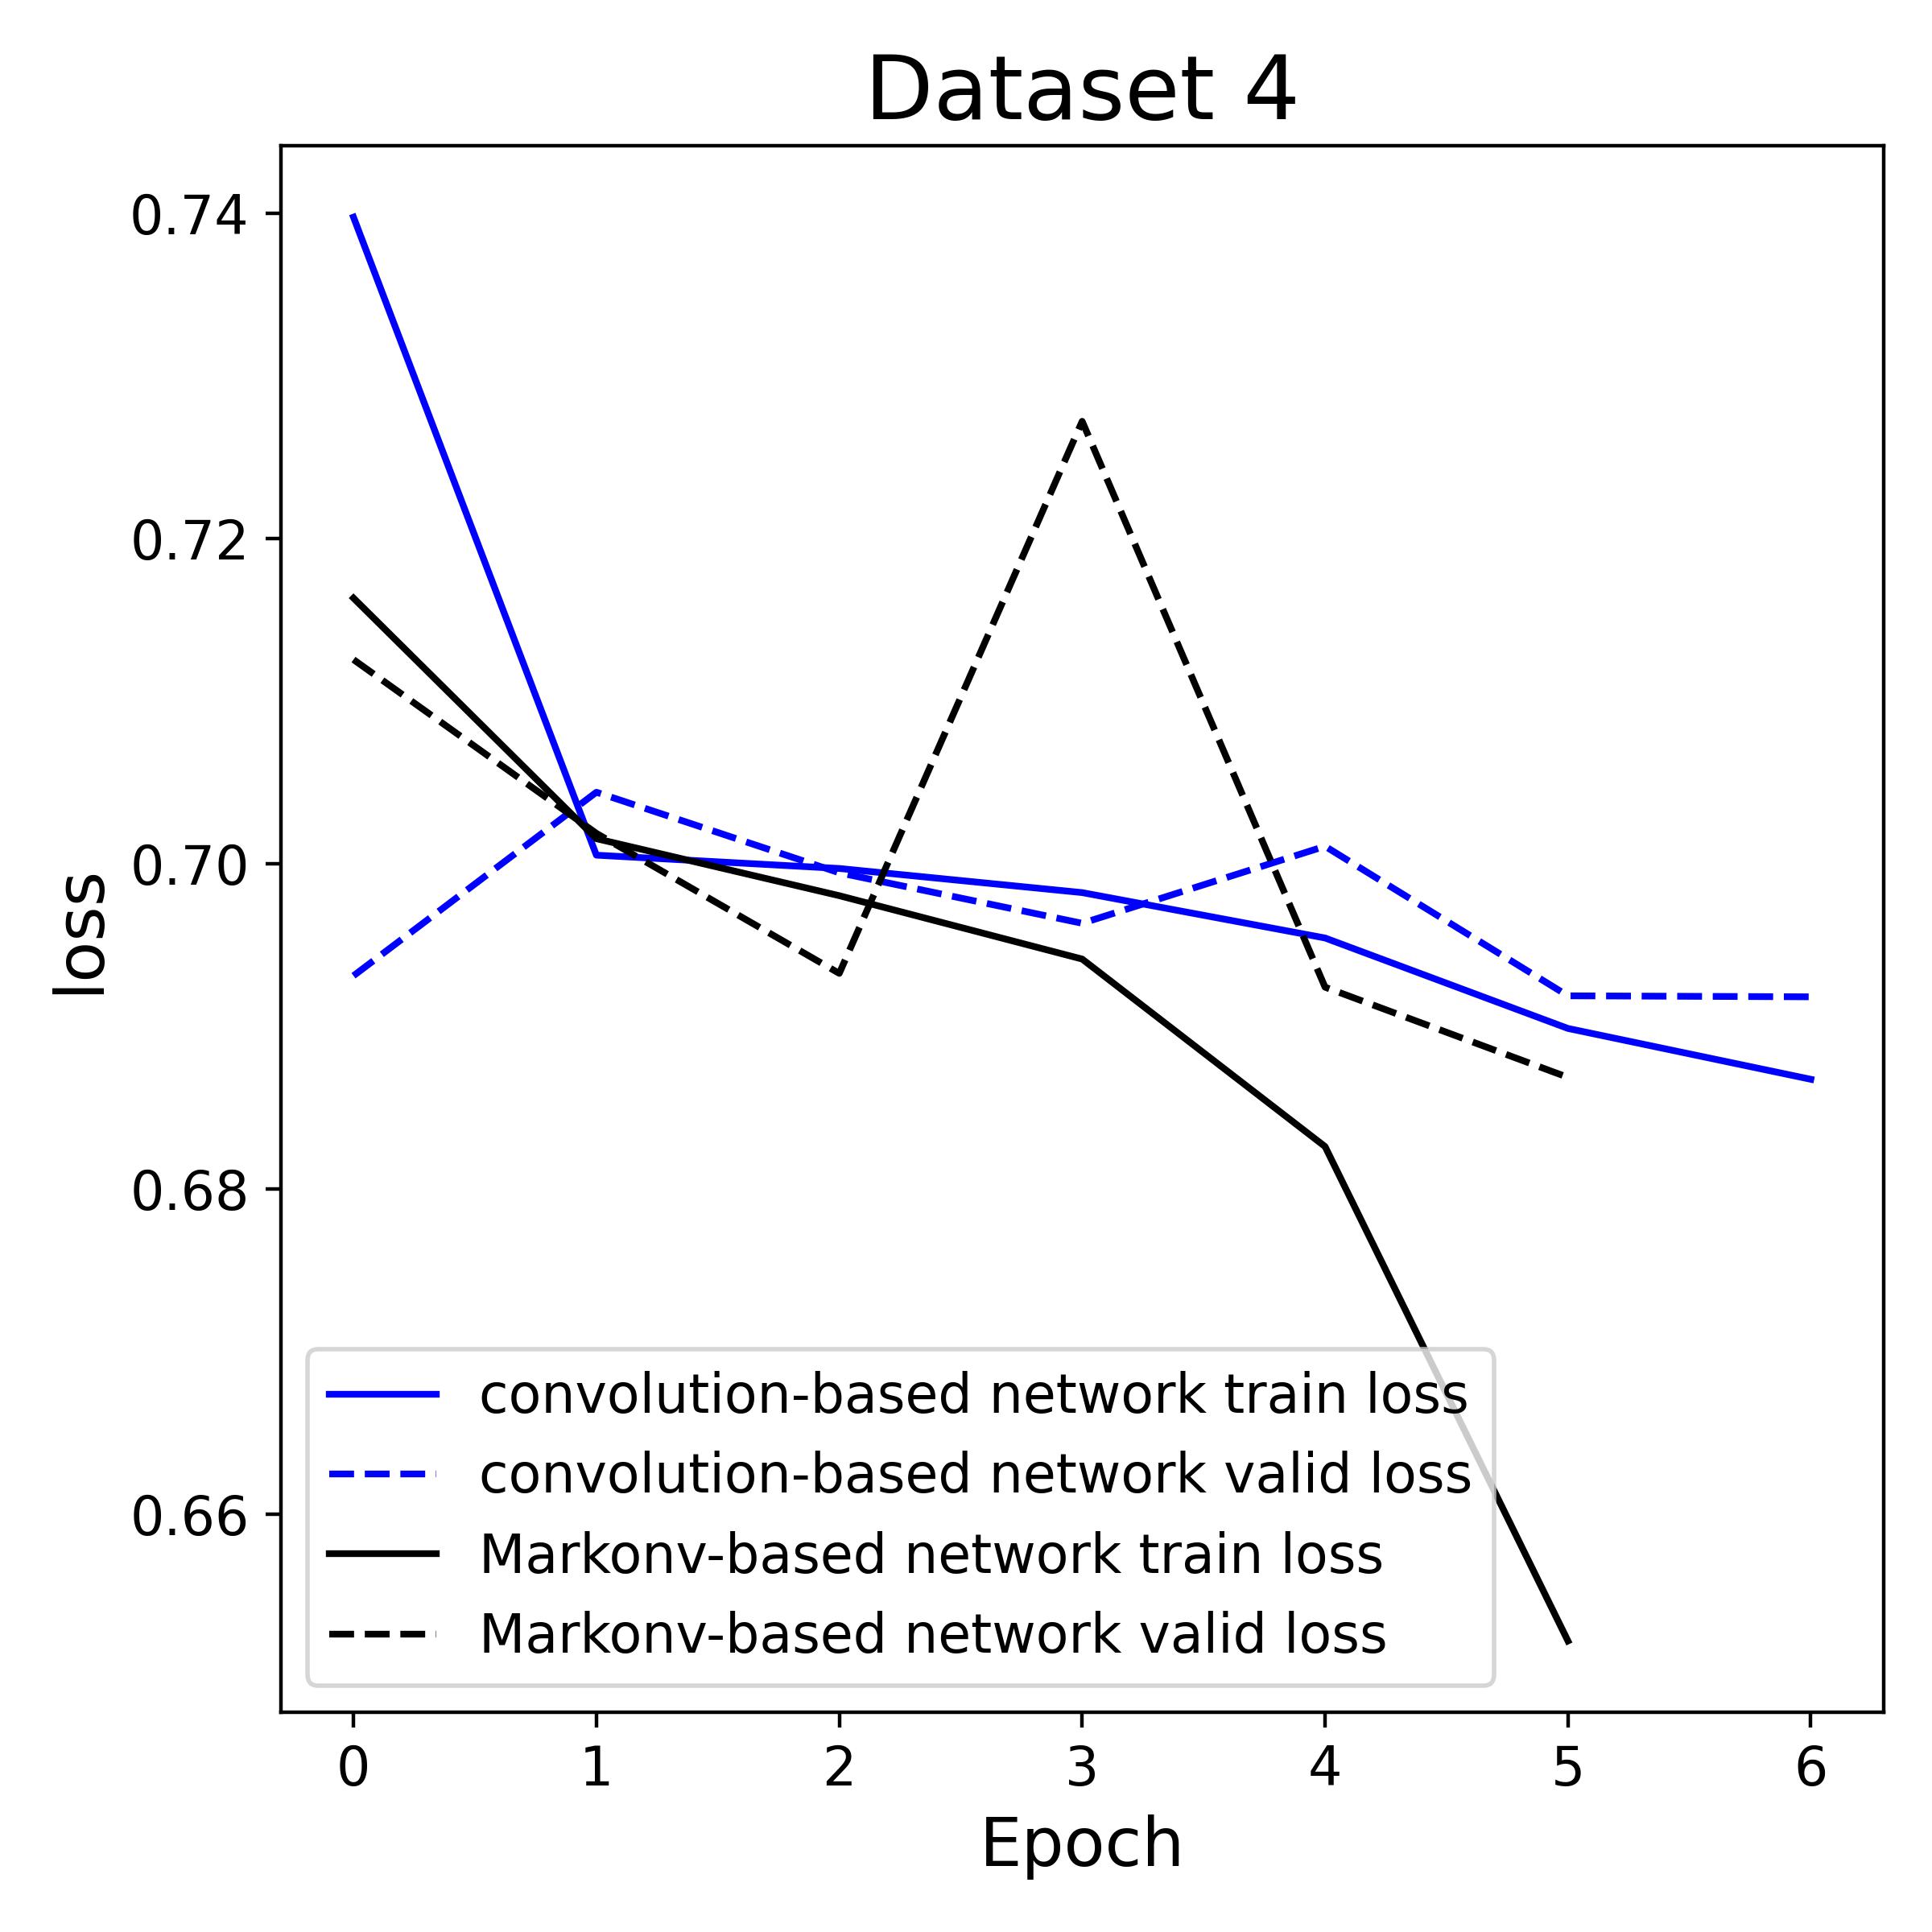 Dataset 4
0.74
0.72
0.70
0.68
0.66
loss
convolution-based network train loss
convolution-based network valid loss
Markonv-based network train loss
Markonv-based network valid loss
0 1 2 3 4 5 6
Epoch